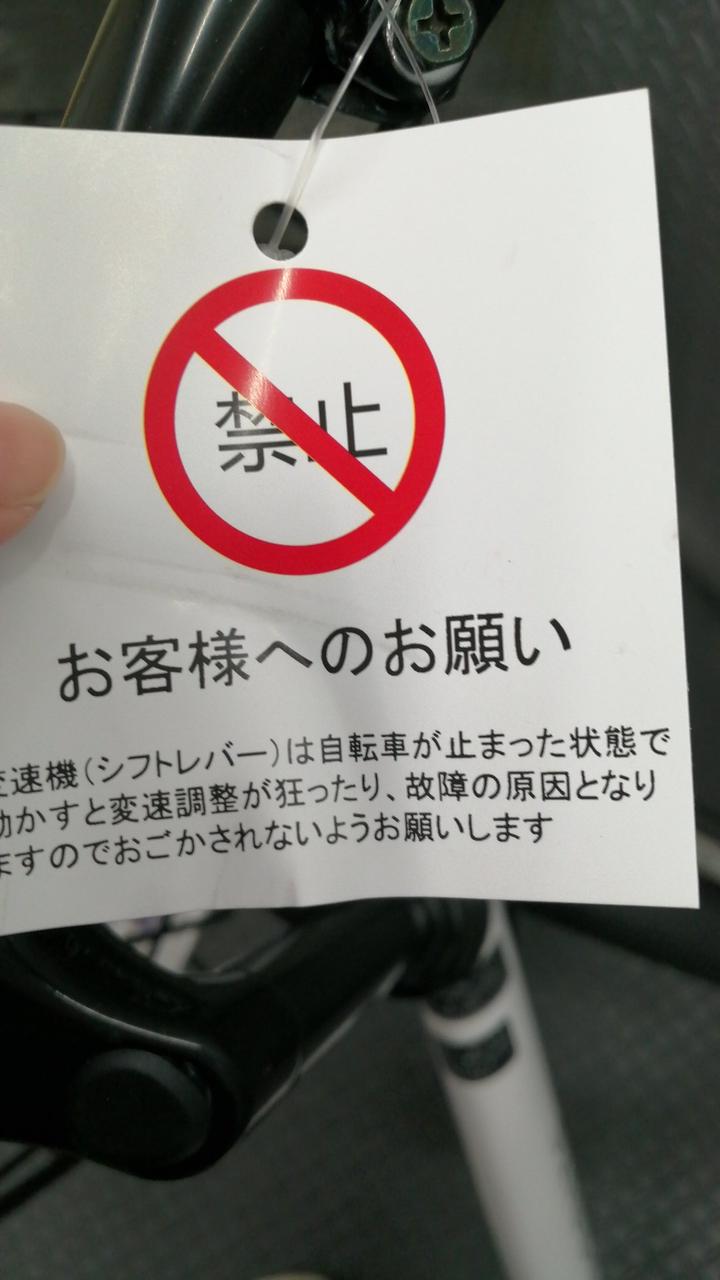 禁止
お客様へのお願い
変速機(シフトレバー)は自転車が止まった状態で
動かすと変速調整が狂ったり、故障の原因となり
ますのでおごかされないようお願いします